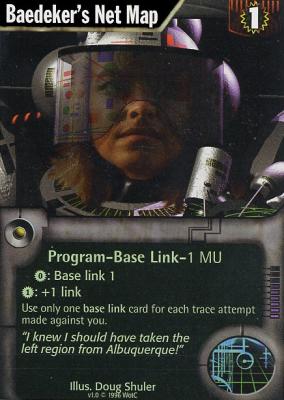 Baedeker's Net Map
1
Program-Base Link-1 MU
0: Base link 1
1: +1 link
Use only one base link card for each trace attempt
made against you.
"I knew I should have taken the
left region from Albuquerque!"
Illus. Doug Shuler
v1.0 © 1996 WotC